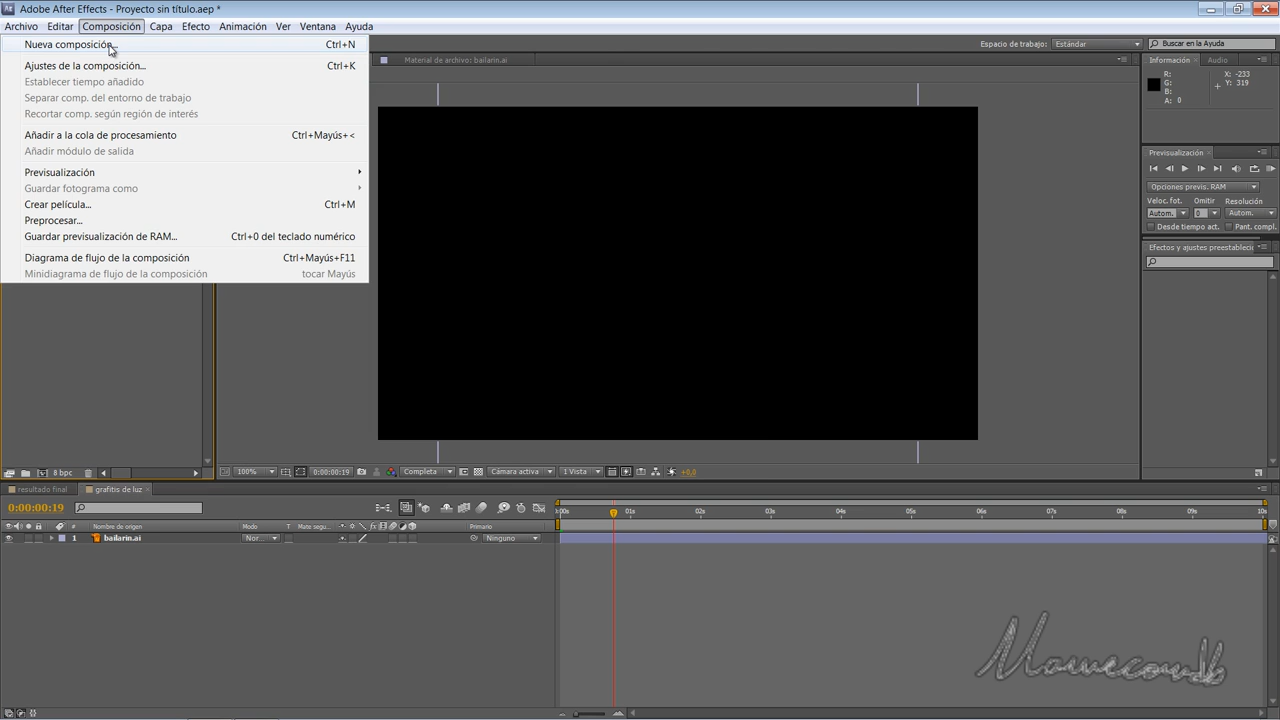 Adobe After Effects - Proyecto sin título.aep *
Archivo Editar Composición Capa Efecto Animación Ver Ventana Ayuda
Nueva composición... Ctrl+N
Ajustes de la composición... Ctrl+K
Establecer tiempo añadido
Separar comp. del entorno de trabajo
Recortar comp. según región de interés
Añadir a la cola de procesamiento Ctrl+Mayús+<
Añadir módulo de salida
Previsualización
Guardar fotograma como
Crear película... Ctrl+M
Preprocesar...
Guardar previsualización de RAM... Ctrl+0 del teclado numérico
Diagrama de flujo de la composición Ctrl+Mayús+F11
Minidiagrama de flujo de la composición tocar Mayús
Espacio de trabajo: Estándar Buscar en la Ayuda
Material de archivo: bailarin.ai
Información Audio
R: X: -233
G: Y: 319
B:
A: 0
Previsualización
Opciones previs. RAM
Veloc. fot. Omitir Resolución
Autom. 0 Autom.
Desde tiempo act. Pant. compl.
Efectos y ajustes preestableci
8 bpc
100% 0:00:00:19 Completa Cámara activa 1 Vista +0,0
resultado final grafitis de luz
0:00:00:19
:00s 01s 02s 03s 04s 05s 06s 07s 08s 09s 10s
# Nombre de origen Modo T Mate segu... fx Primario
1 bailarin.ai Nor... Ninguno